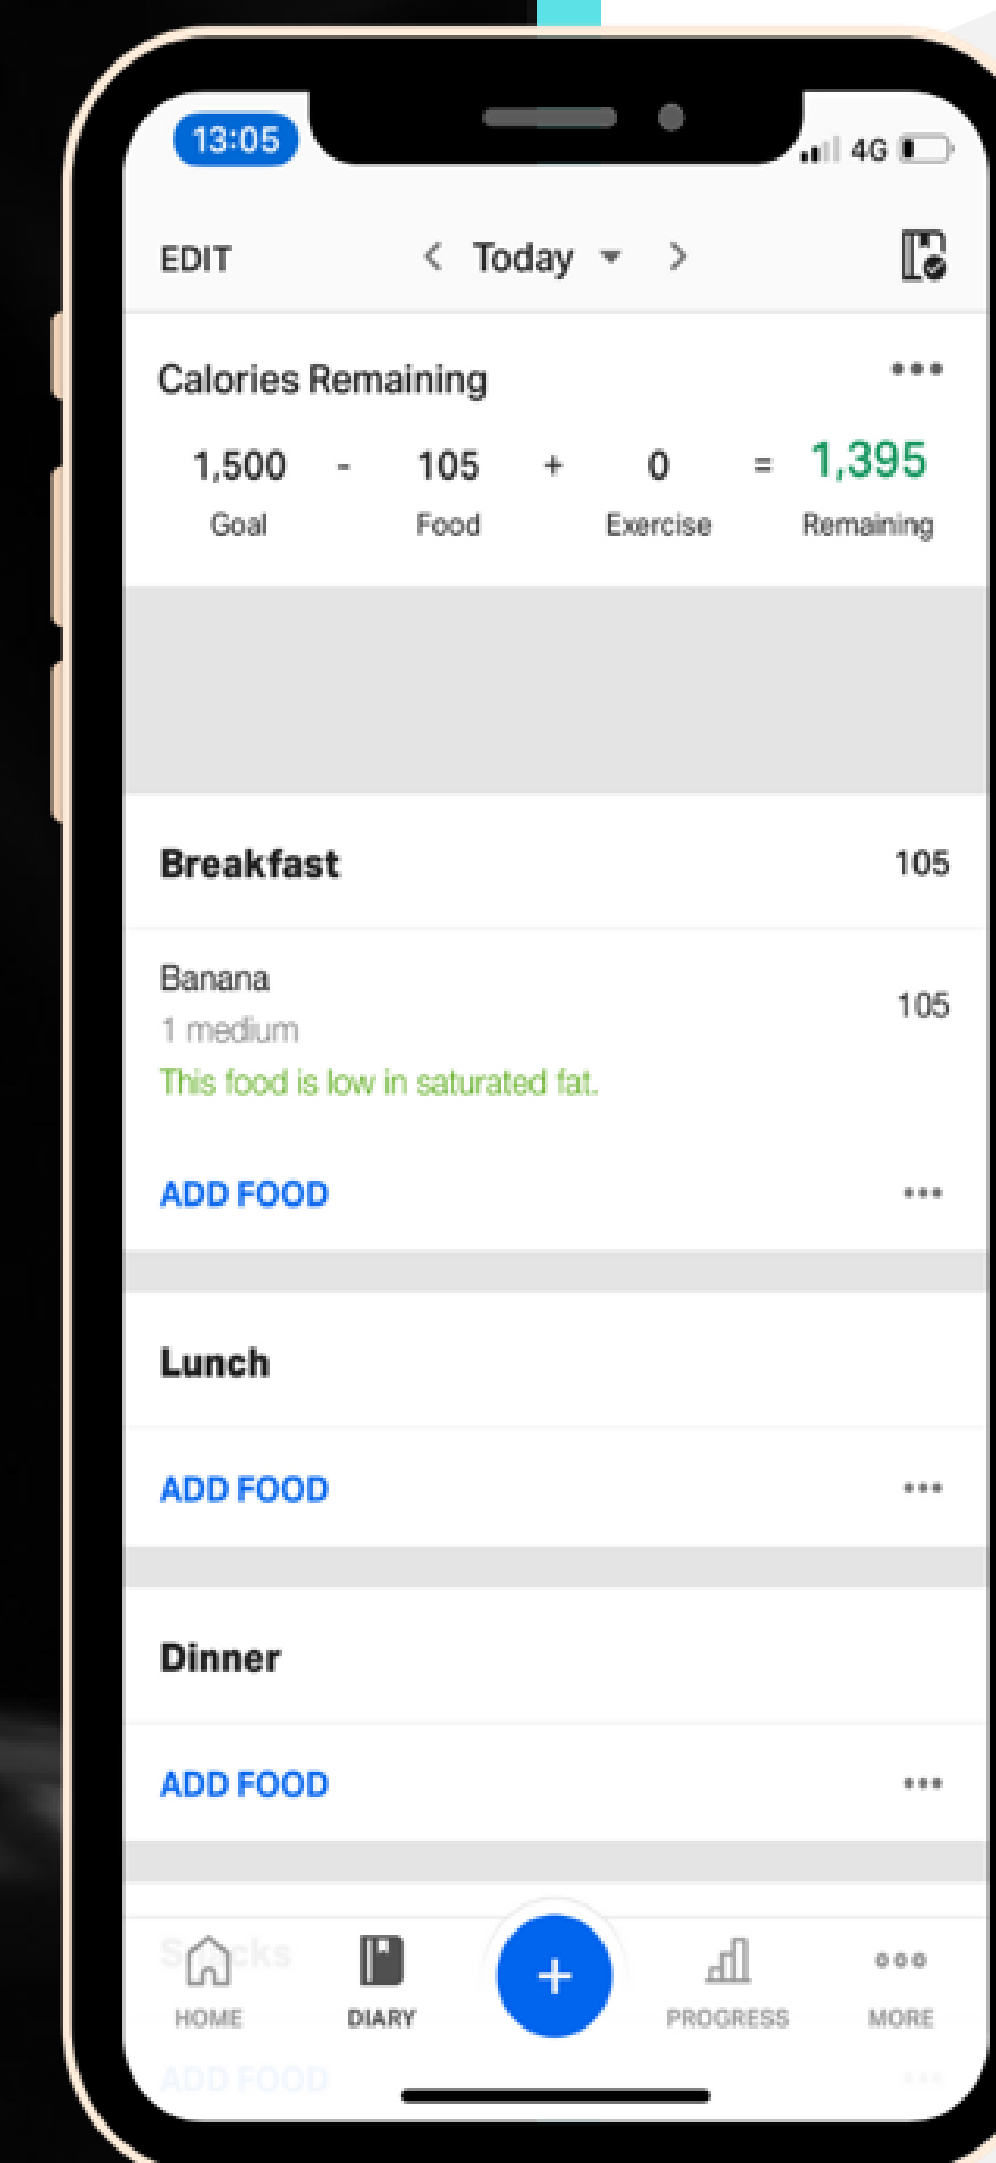 13:05 4G
EDIT Today
Calories Remaining
1,500 - 105 + 0 = 1,395
Goal Food Exercise Remaining
Breakfast 105
Banana
1 medium
105
This food is low in saturated fat.
ADD FOOD
Lunch
ADD FOOD
Dinner
ADD FOOD
HOME DIARY + PROGRESS MORE
ADD FOOD